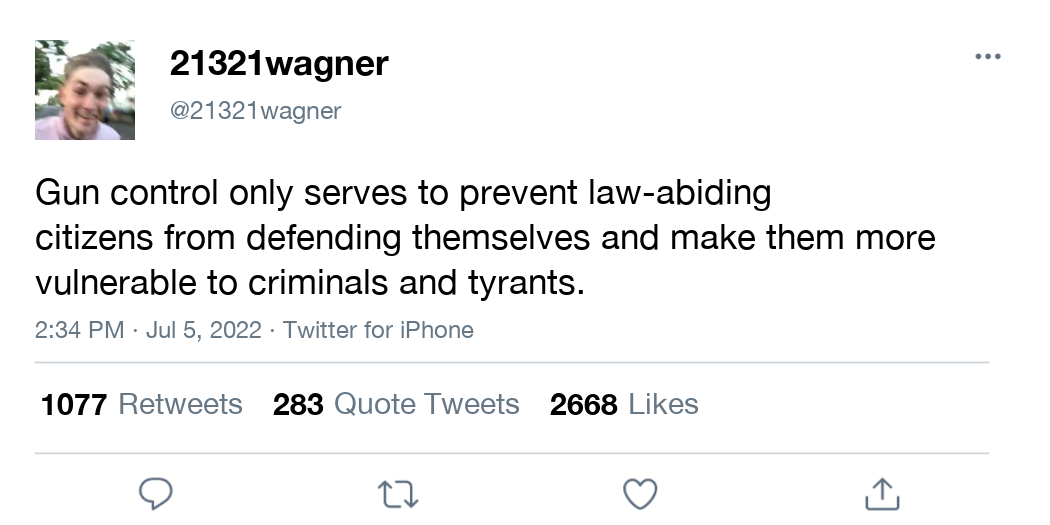 21321wagner
@21321wagner
Gun control only serves to prevent law-abiding
citizens from defending themselves and make them more
vulnerable to criminals and tyrants.
2:34 PM · Jul 5, 2022 · Twitter for iPhone
1077 Retweets 283 Quote Tweets 2668 Likes